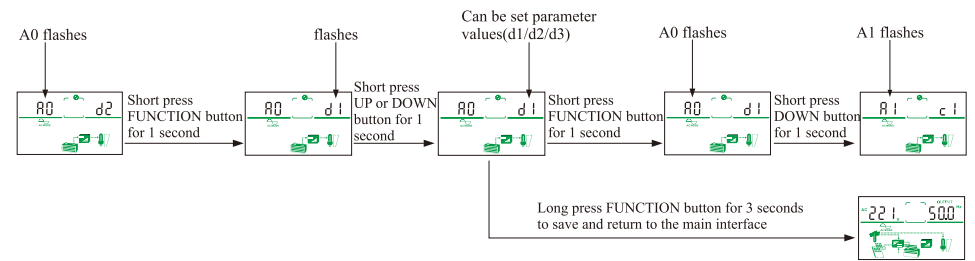 Can be set parameter
values(d1/d2/d3)
A0 flashes
flashes
A0 flashes
A1 flashes
A0 d2
Short press
FUNCTION button
for 1 second
A0 d1
Short press
UP or DOWN
button for 1
second
A0 d1
Short press
FUNCTION button
for 1 second
A0 d1
Short press
DOWN button
for 1 second
A1 c1
Long press FUNCTION button for 3 seconds
to save and return to the main interface
OUTPUT
AC 221 V 50.0 Hz